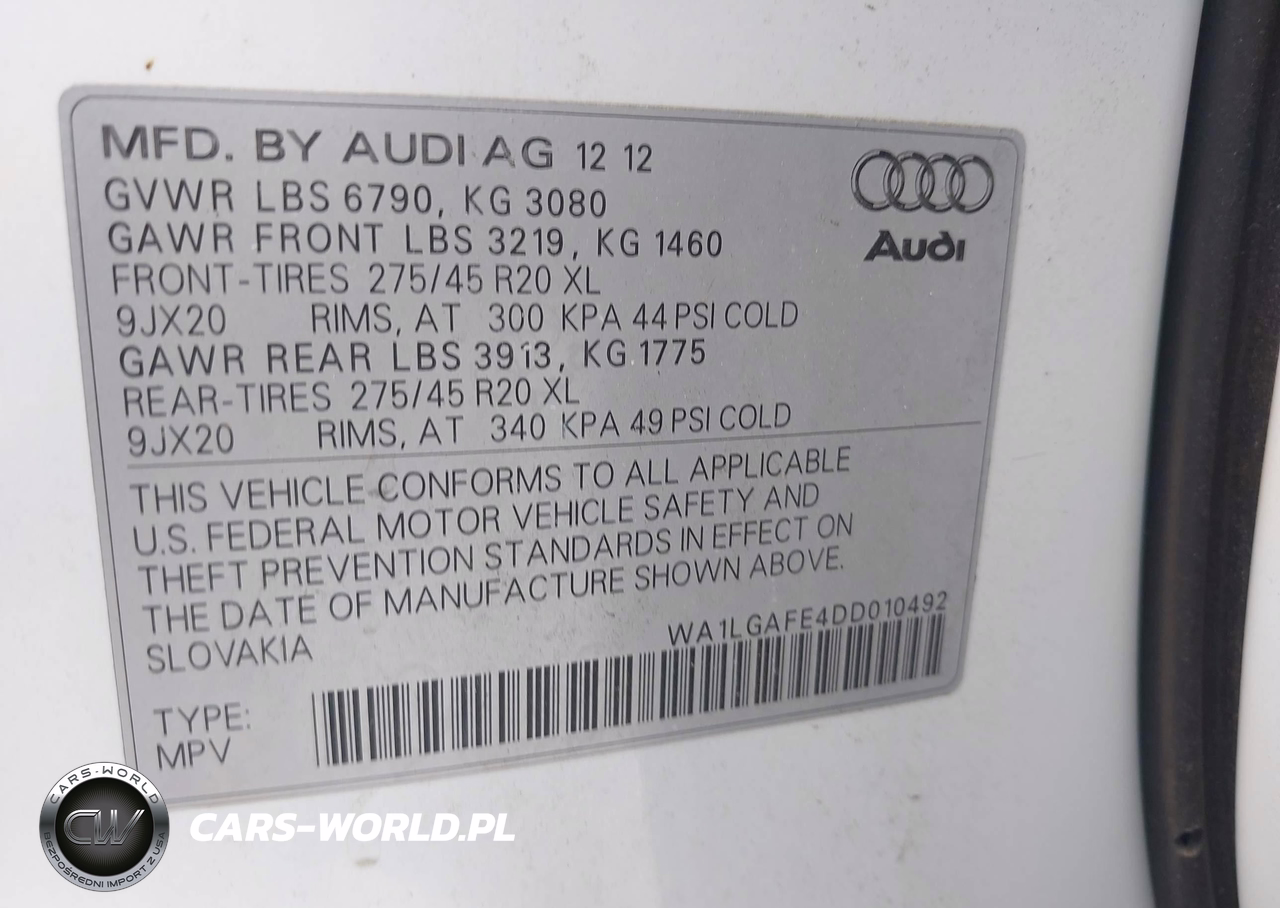 MFD. BY AUDI AG 12 12
GVWR LBS 6790, KG 3080
GAWR FRONT LBS 3219, KG 1460
FRONT-TIRES 275/45 R20 XL
9JX20 RIMS, AT 300 KPA 44 PSI COLD
GAWR REAR LBS 3913, KG 1775
REAR-TIRES 275/45 R20 XL
9JX20 RIMS, AT 340 KPA 49 PSI COLD
Audi
THIS VEHICLE CONFORMS TO ALL APPLICABLE
U.S. FEDERAL MOTOR VEHICLE SAFETY AND
THEFT PREVENTION STANDARDS IN EFFECT ON
THE DATE OF MANUFACTURE SHOWN ABOVE.
SLOVAKIA
WA1LGAFE4DD010492
TYPE:
MPV
CARS-WORLD
CW
BEZPOŚREDNI IMPORT Z USA
CARS-WORLD.PL